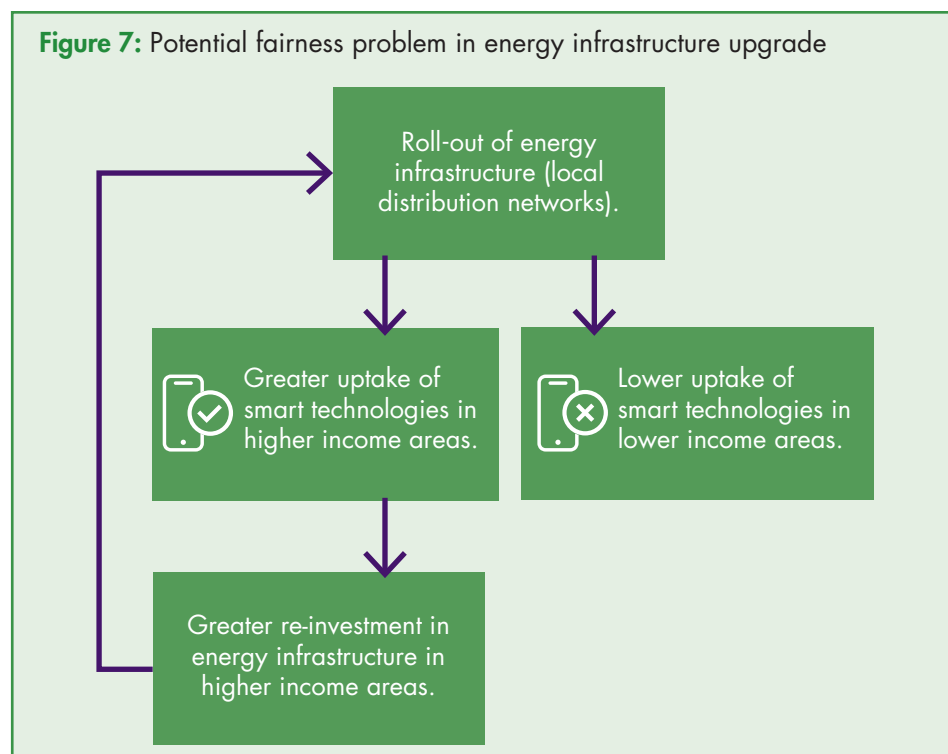 Figure 7: Potential fairness problem in energy infrastructure upgrade
Roll-out of energy
infrastructure (local
distribution networks).
Greater uptake of
smart technologies in
higher income areas.
Lower uptake of
smart technologies in
lower income areas.
Greater re-investment in
energy infrastructure in
higher income areas.